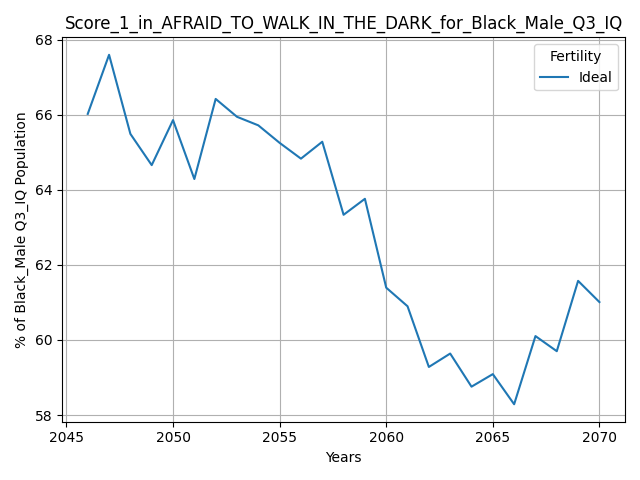 Score_1_in_AFRAID_TO_WALK_IN_THE_DARK_for_Black_Male_Q3_IQ
% of Black_Male Q3_IQ Population
68
66
64
62
60
58
Fertility
Ideal
2045 2050 2055 2060 2065 2070
Years